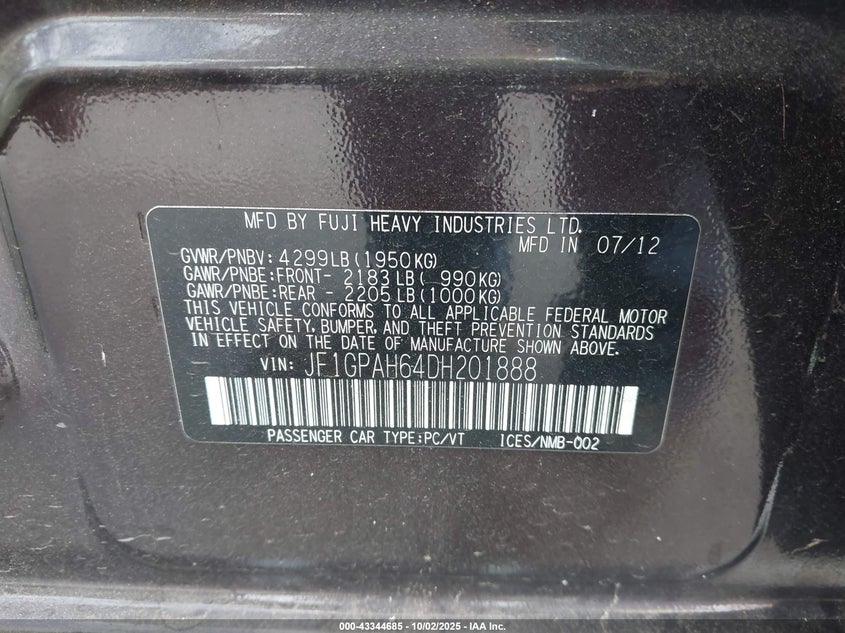 MFD BY FUJI HEAVY INDUSTRIES LTD.
MFD IN 07/12
GVWR/PNBV: 4299LB(1950KG)
GAWR/PNBE:FRONT- 2183LB( 990KG)
GAWR/PNBE:REAR - 2205LB(1000KG)
THIS VEHICLE CONFORMS TO ALL APPLICABLE FEDERAL MOTOR
VEHICLE SAFETY, BUMPER, AND THEFT PREVENTION STANDARDS
IN EFFECT ON THE DATE OF MANUFACTURE SHOWN ABOVE.
VIN: JF1GPAH64DH201888
PASSENGER CAR TYPE:PC/VT ICES/NMB-002
000-43344685 - 10/02/2025 - IAA Inc.